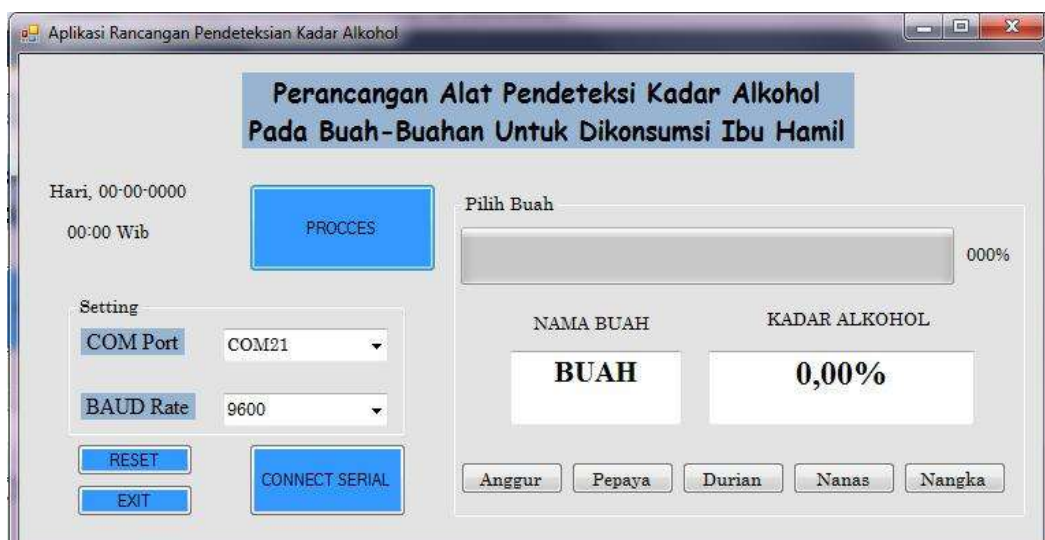 Aplikasi Rancangan Pendeteksian Kadar Alkohol
Perancangan Alat Pendeteksi Kadar Alkohol
Pada Buah-Buahan Untuk Dikonsumsi Ibu Hamil
Hari, 00-00-0000
00:00 Wib
PROCCES
Setting
COM Port
COM21
BAUD Rate
9600
RESET
EXIT
CONNECT SERIAL
Pilih Buah
000%
NAMA BUAH
KADAR ALKOHOL
BUAH
0,00%
Anggur
Pepaya
Durian
Nanas
Nangka